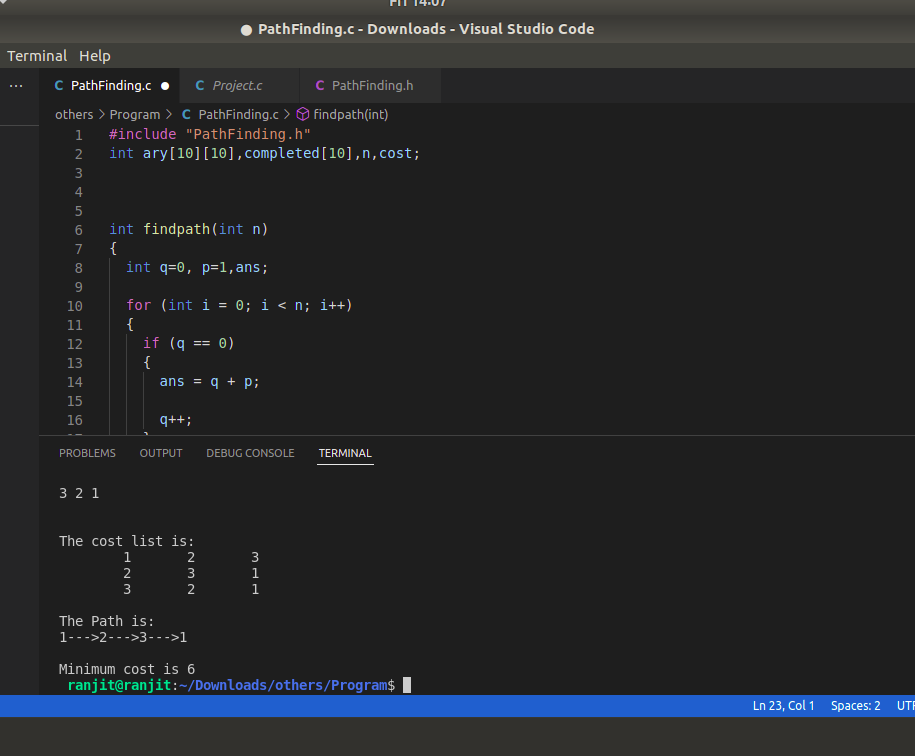 Fri 14:07
● PathFinding.c - Downloads - Visual Studio Code
Terminal Help
··· C PathFinding.c ● C Project.c C PathFinding.h
others > Program > C PathFinding.c > findpath(int)
1 #include "PathFinding.h"
2 int ary[10][10],completed[10],n,cost;
3
4
5
6 int findpath(int n)
7 {
8 int q=0, p=1,ans;
9
10 for (int i = 0; i < n; i++)
11 {
12 if (q == 0)
13 {
14 ans = q + p;
15
16 q++;
17 }
PROBLEMS OUTPUT DEBUG CONSOLE TERMINAL
3 2 1
The cost list is:
1 2 3
2 3 1
3 2 1
The Path is:
1--->2--->3--->1
Minimum cost is 6
ranjit@ranjit:~/Downloads/others/Program$
Ln 23, Col 1 Spaces: 2